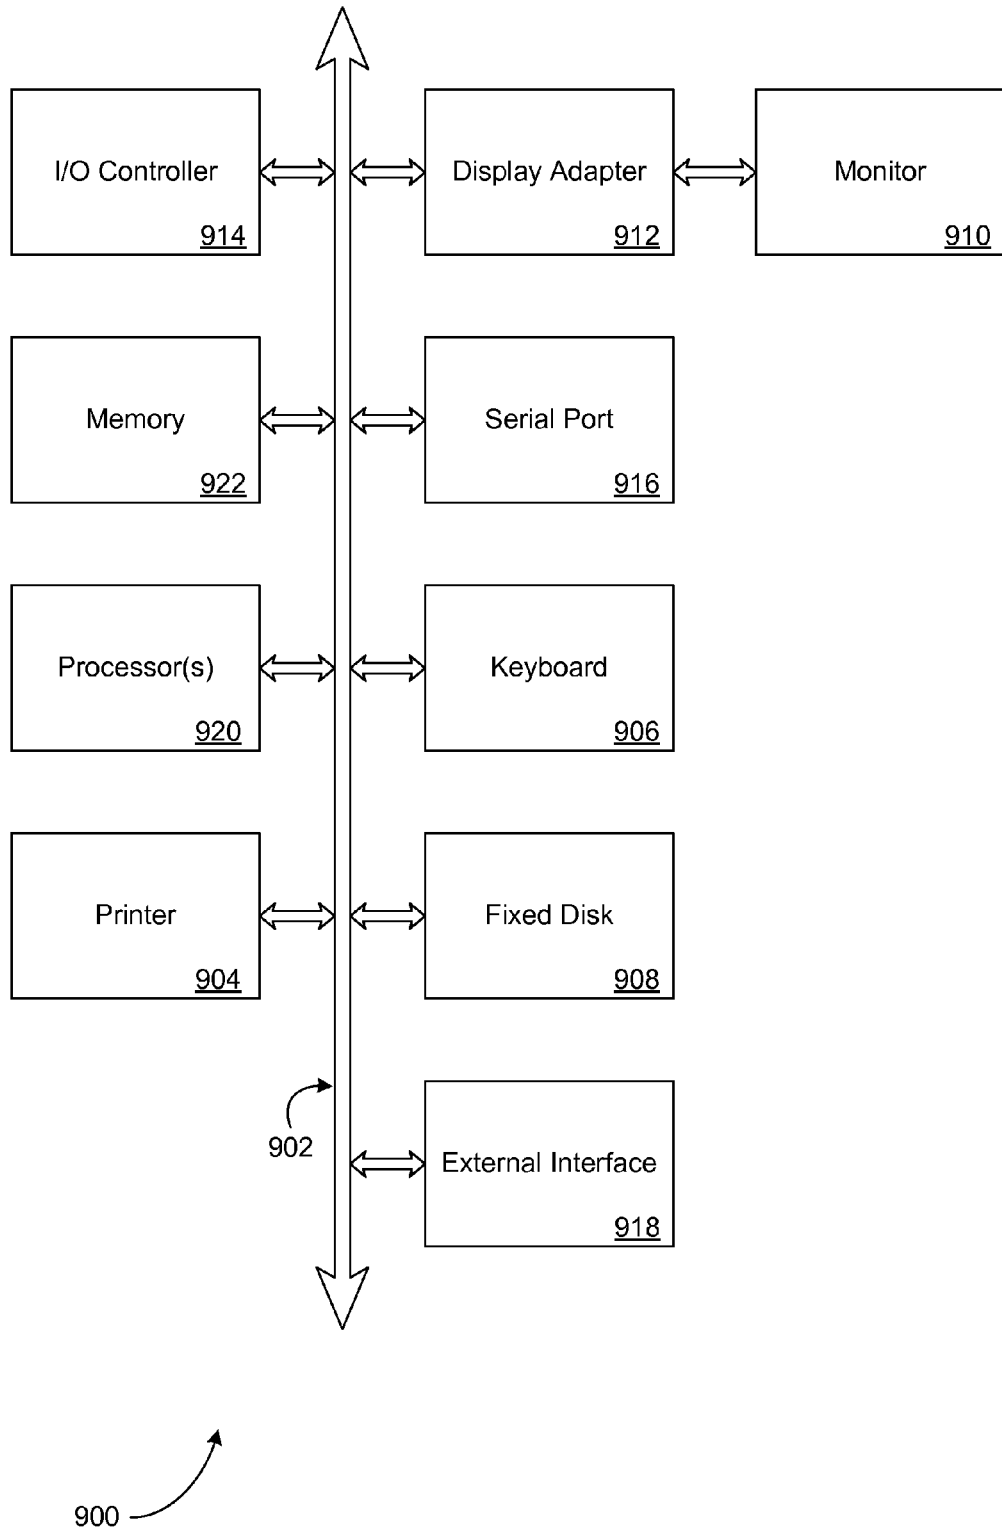 I/O Controller
914
Display Adapter
912
Monitor
910
Memory
922
Serial Port
916
Processor(s)
920
Keyboard
906
Printer
904
Fixed Disk
908
902
External Interface
918
900